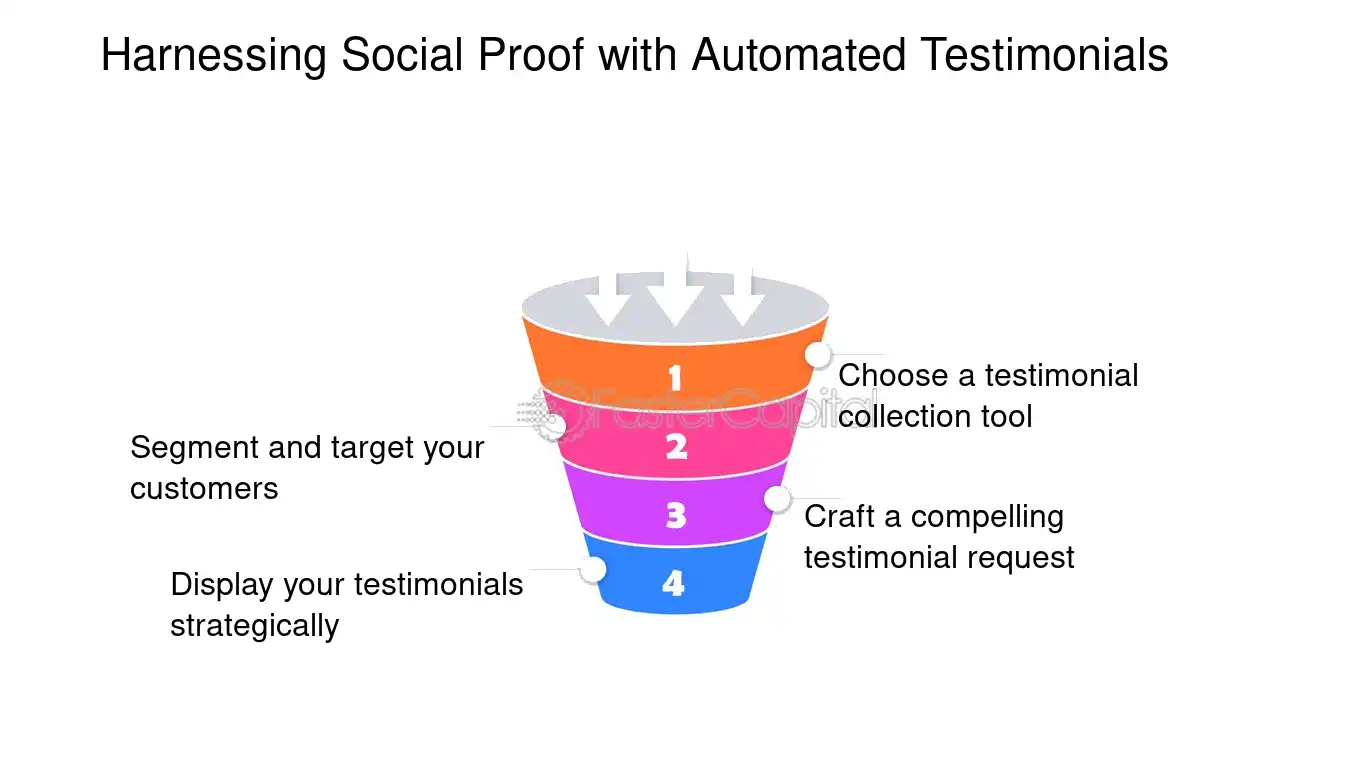 Harnessing Social Proof with Automated Testimonials
1
Choose a testimonial
collection tool
FasterCapital
2
Segment and target your
customers
3
Craft a compelling
testimonial request
4
Display your testimonials
strategically